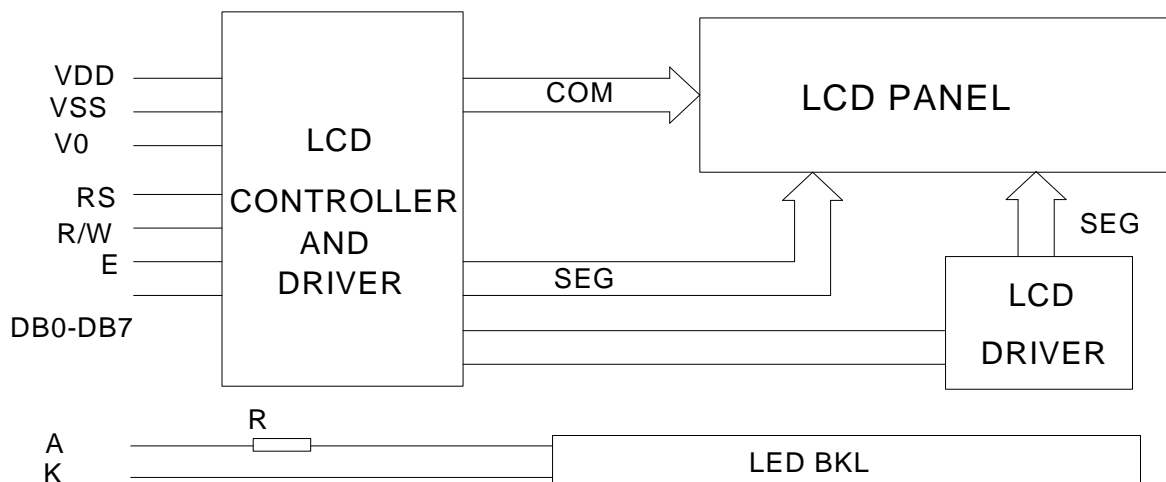 VDD
VSS
V0
RS
R/W
E
DB0-DB7
LCD
CONTROLLER
AND
DRIVER
COM
SEG
LCD PANEL
SEG
LCD
DRIVER
A
K
R
LED BKL